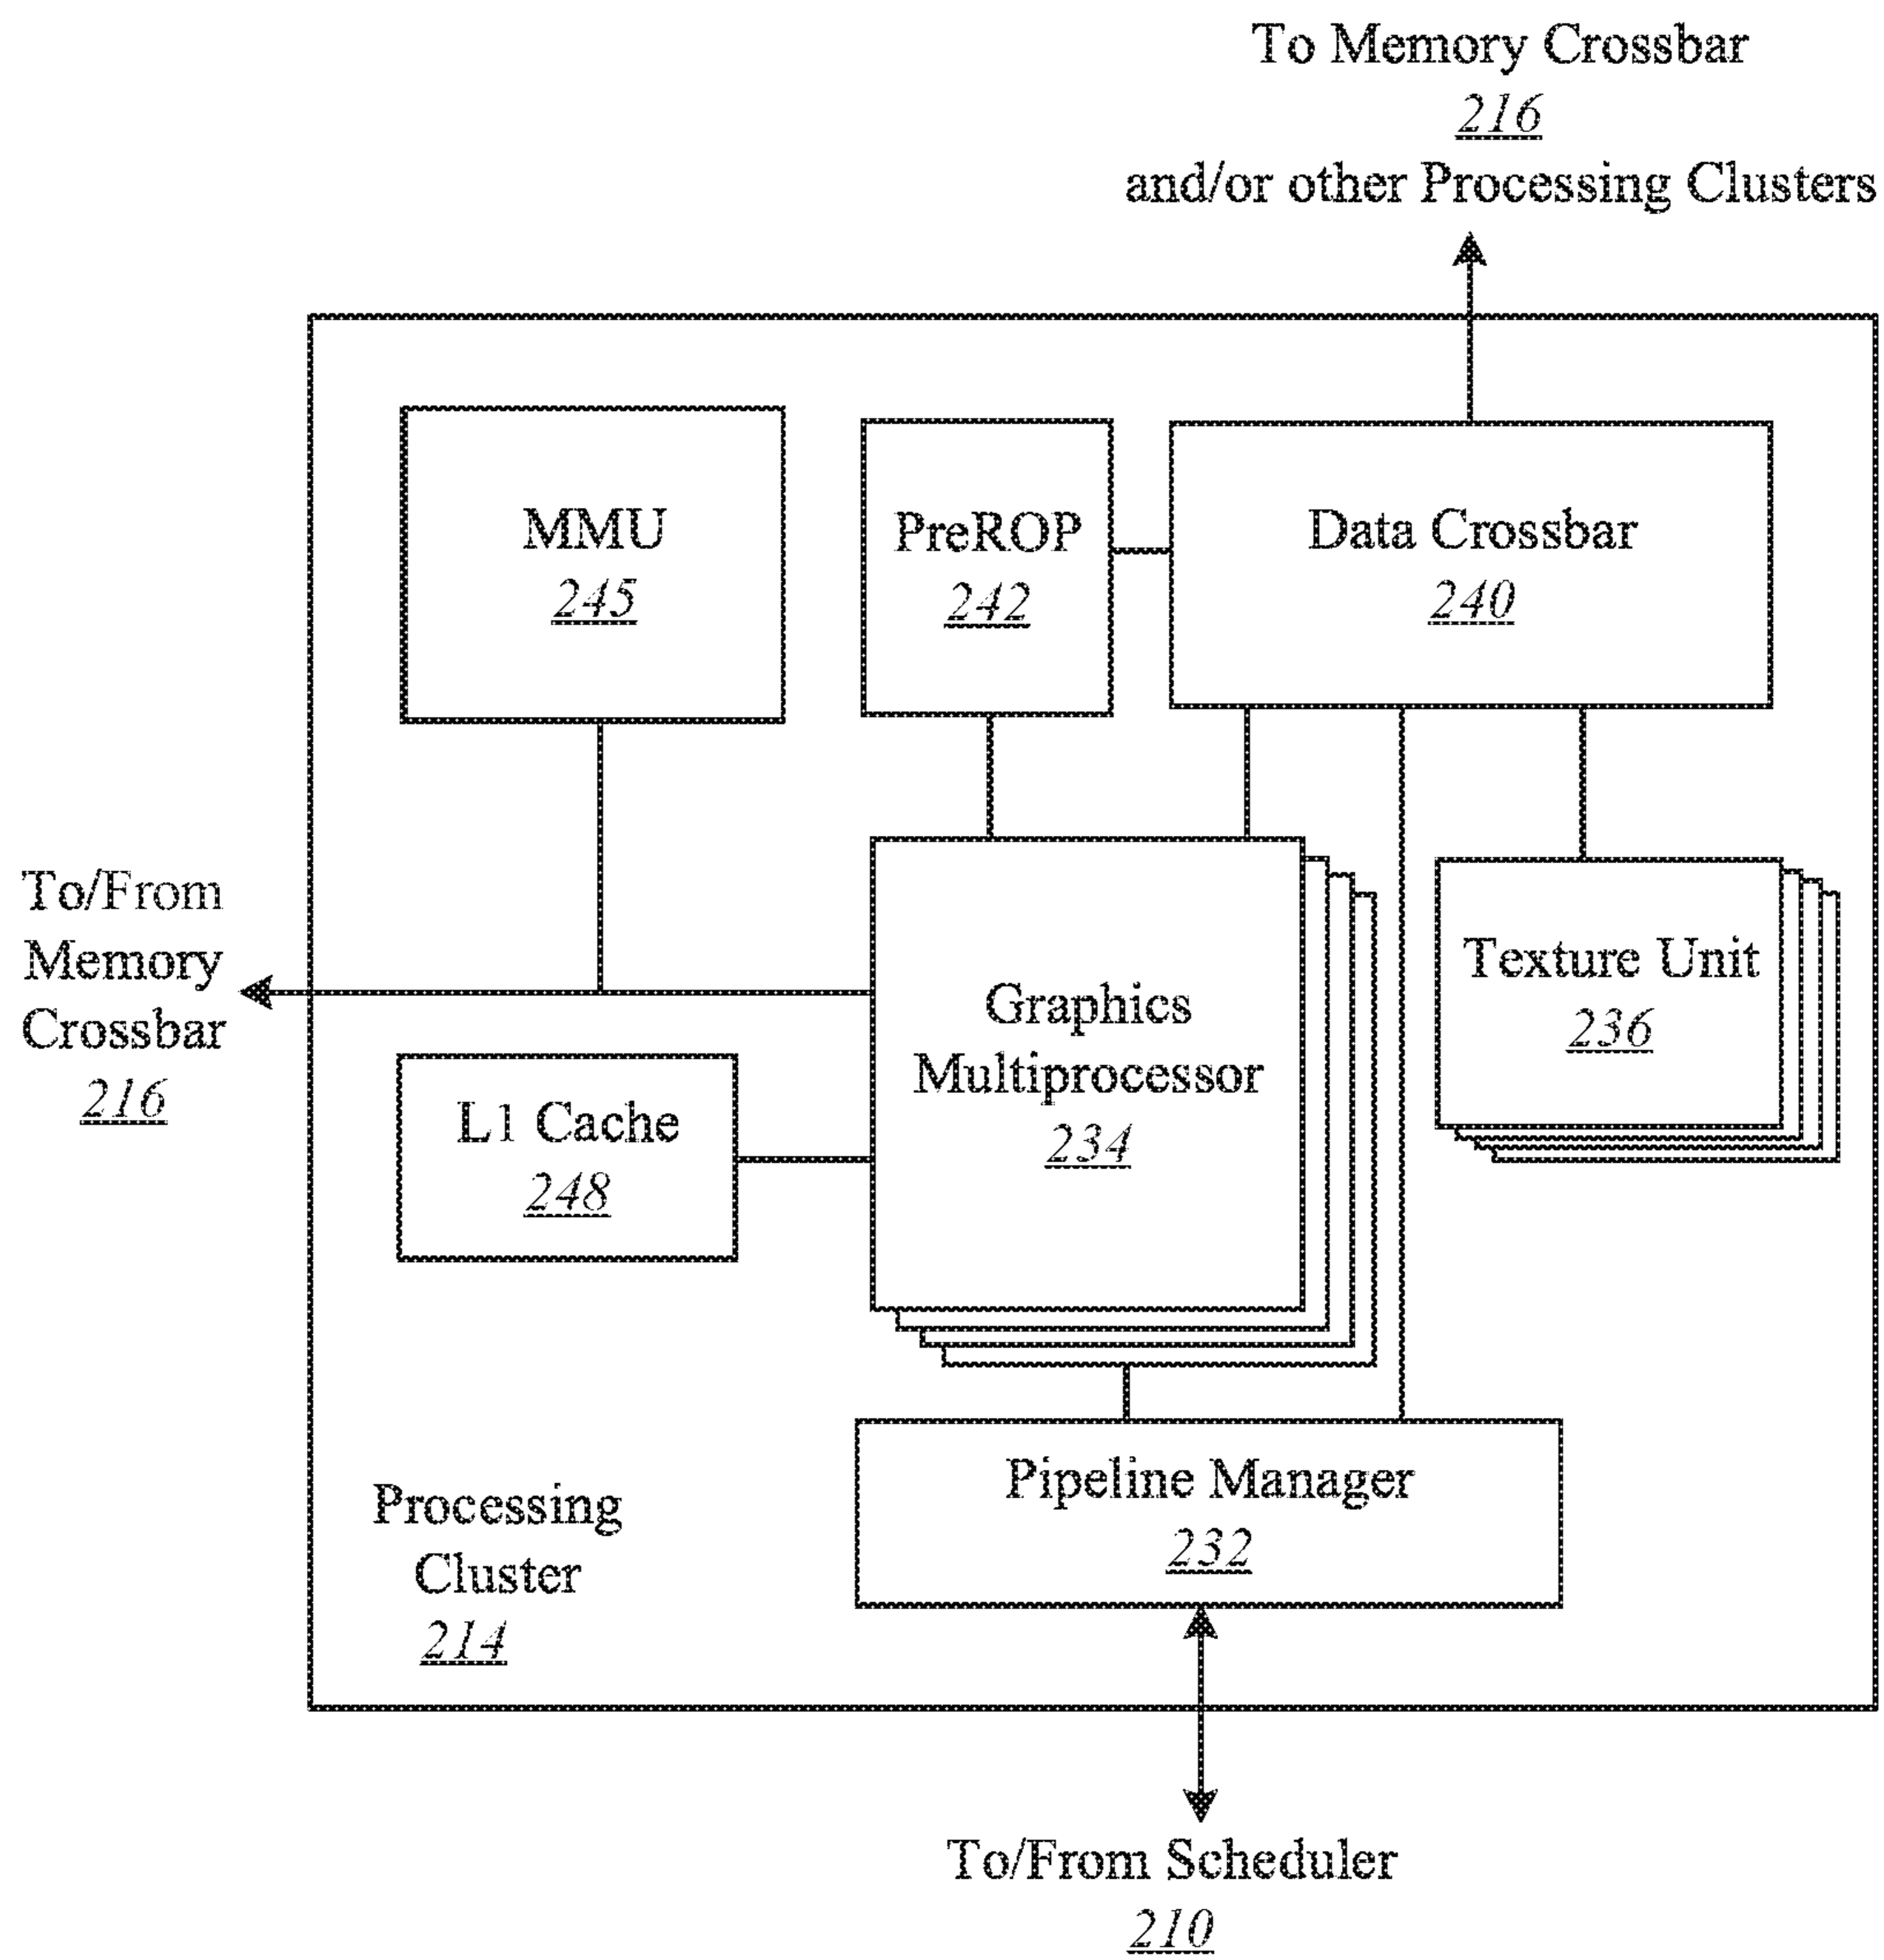 To Memory Crossbar
216
and/or other Processing Clusters
MMU
245
PreROP
242
Data Crossbar
240
To/From
Memory
Crossbar
216
L1 Cache
248
Graphics
Multiprocessor
234
Texture Unit
236
Pipeline Manager
232
Processing
Cluster
214
To/From Scheduler
210